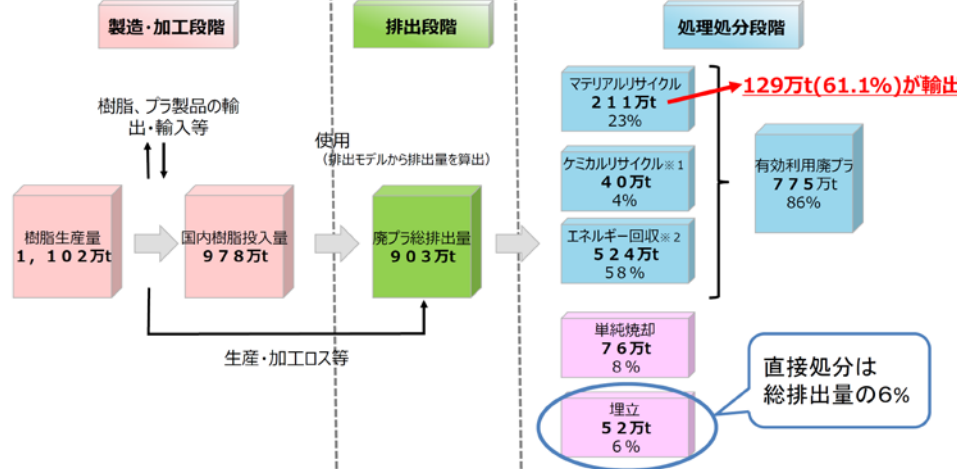 製造・加工段階
排出段階
処理処分段階
樹脂、プラ製品の輸
出・輸入等
使用
（排出モデルから排出量を算出）
樹脂生産量
1，102万t
国内樹脂投入量
978万t
廃プラ総排出量
903万t
生産・加工ロス等
マテリアルリサイクル
211万t
23%
129万t(61.1%)が輸出
ケミカルリサイクル※1
40万t
4%
エネルギー回収※2
524万t
58%
有効利用廃プラ
775万t
86%
単純焼却
76万t
8%
埋立
52万t
6%
直接処分は
総排出量の6%